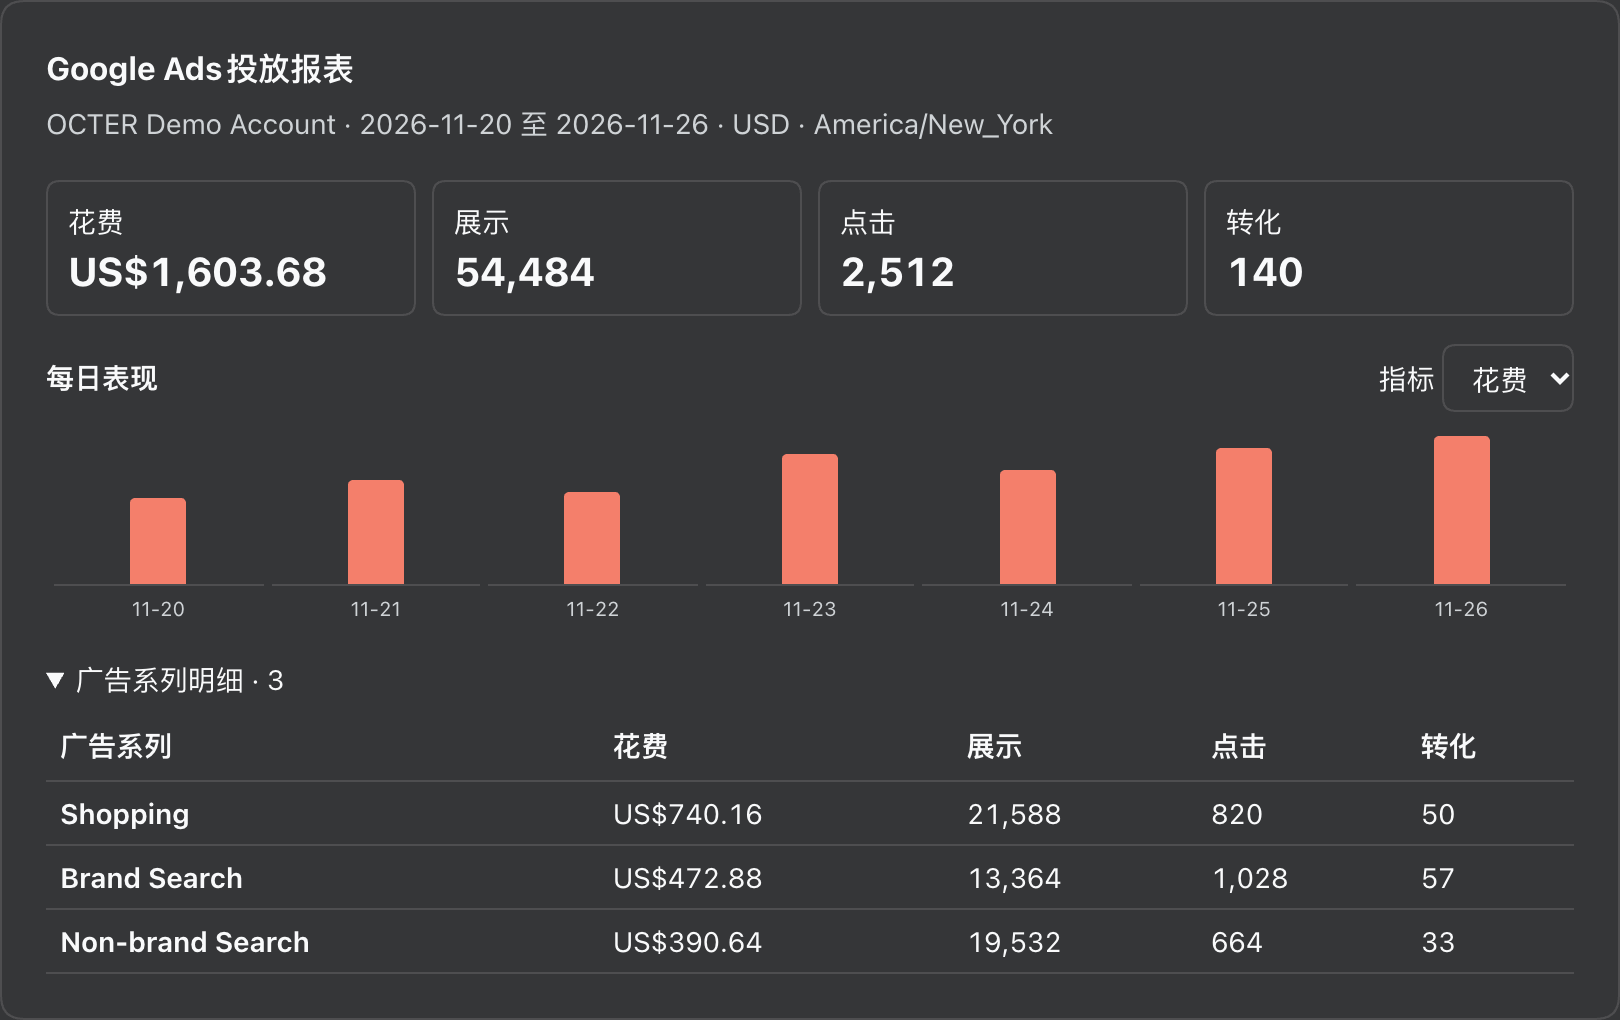 Google Ads 投放报表
OCTER Demo Account · 2026-11-20 至 2026-11-26 · USD · America/New_York
花费 展示 点击 转化
US$1,603.68 54,484 2,512 140
每日表现 指标 花费
11-20 11-21 11-22 11-23 11-24 11-25 11-26
▼ 广告系列明细 · 3
广告系列 花费 展示 点击 转化
Shopping US$740.16 21,588 820 50
Brand Search US$472.88 13,364 1,028 57
Non-brand Search US$390.64 19,532 664 33